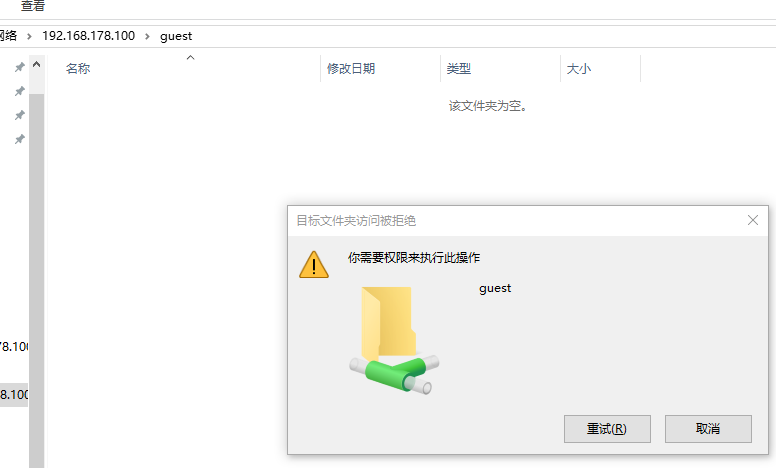 查看
网络 › 192.168.178.100 › guest
名称 修改日期 类型 大小
该文件夹为空。
目标文件夹访问被拒绝
你需要权限来执行此操作
guest
78.100
8.100
重试(R) 取消